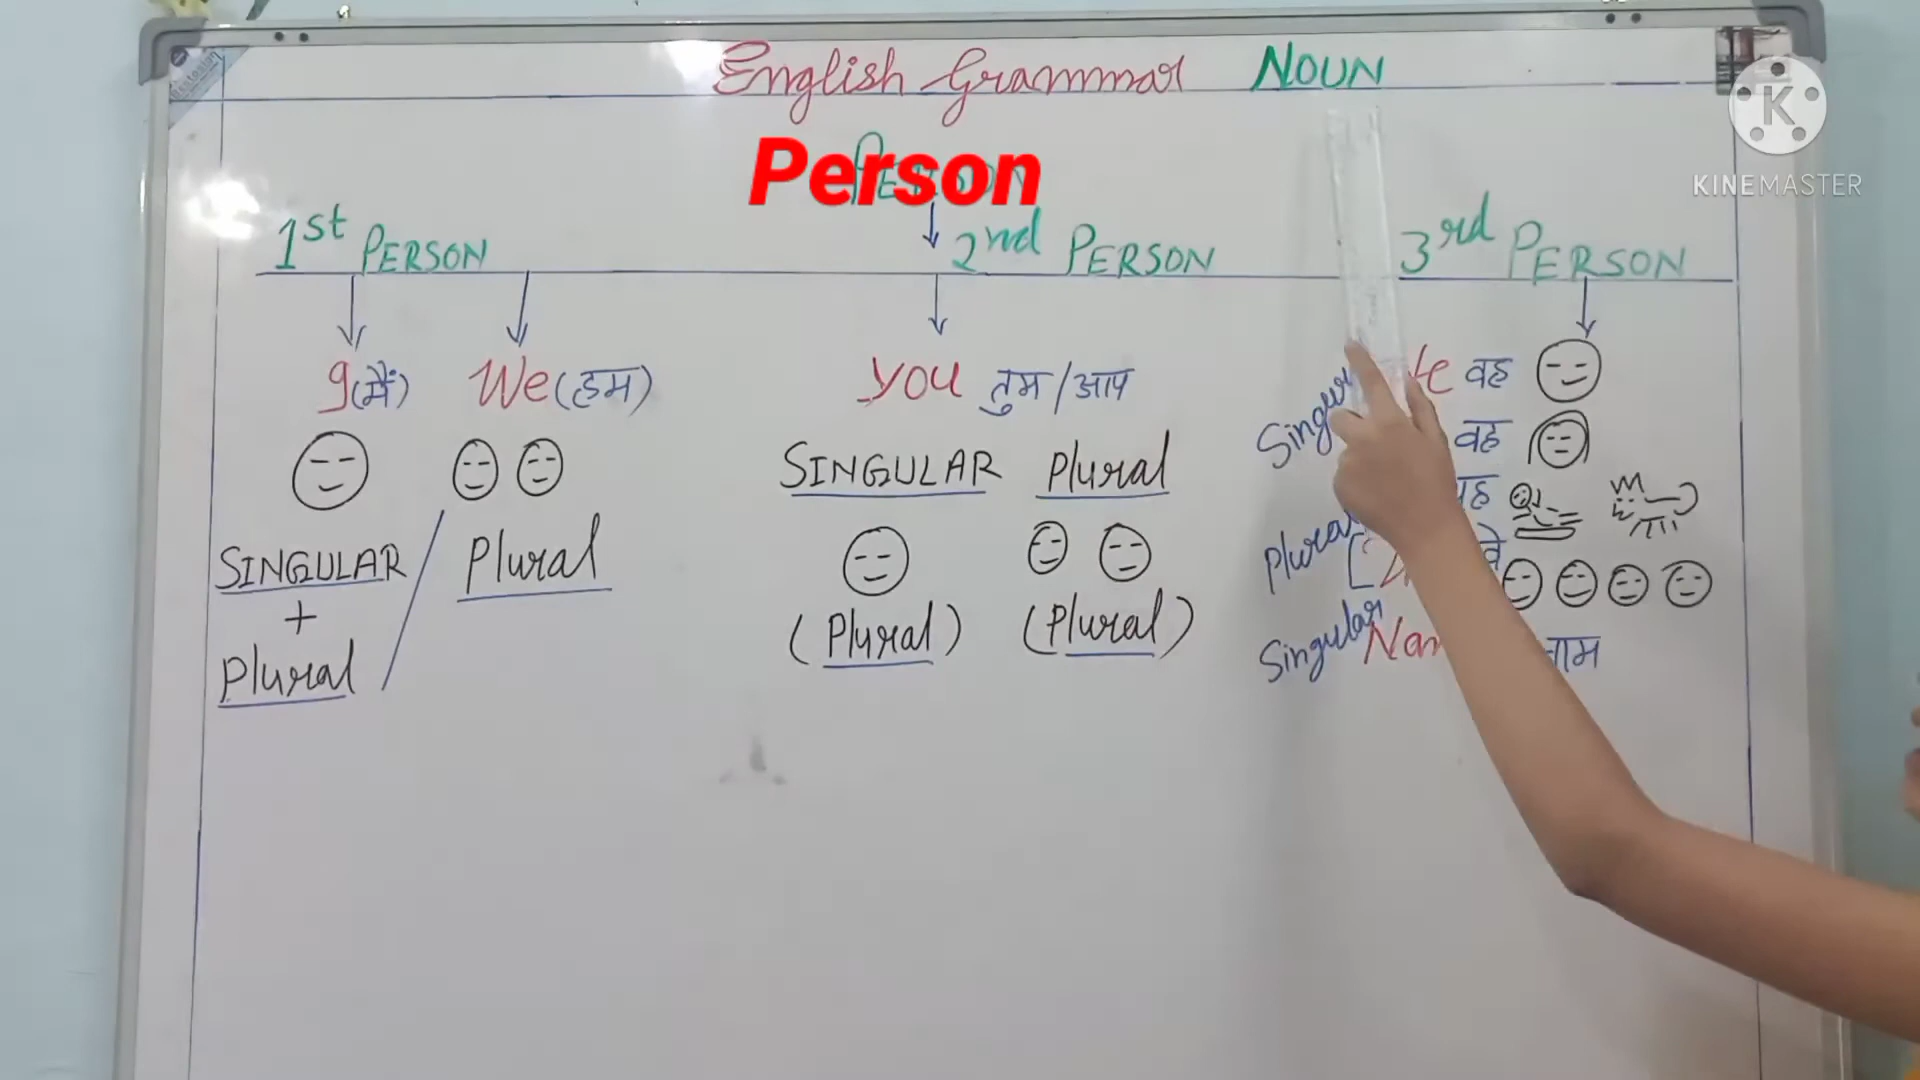 English Grammar NOUN
Person
KINEMASTER
1st PERSON
2nd PERSON
3rd PERSON
I (मैं) We (हम)
you तुम/आप
वह
वह
SINGULAR Plural
SINGULAR
+
Plural
Plural
(Plural) (Plural)
Plural
Singular
नाम